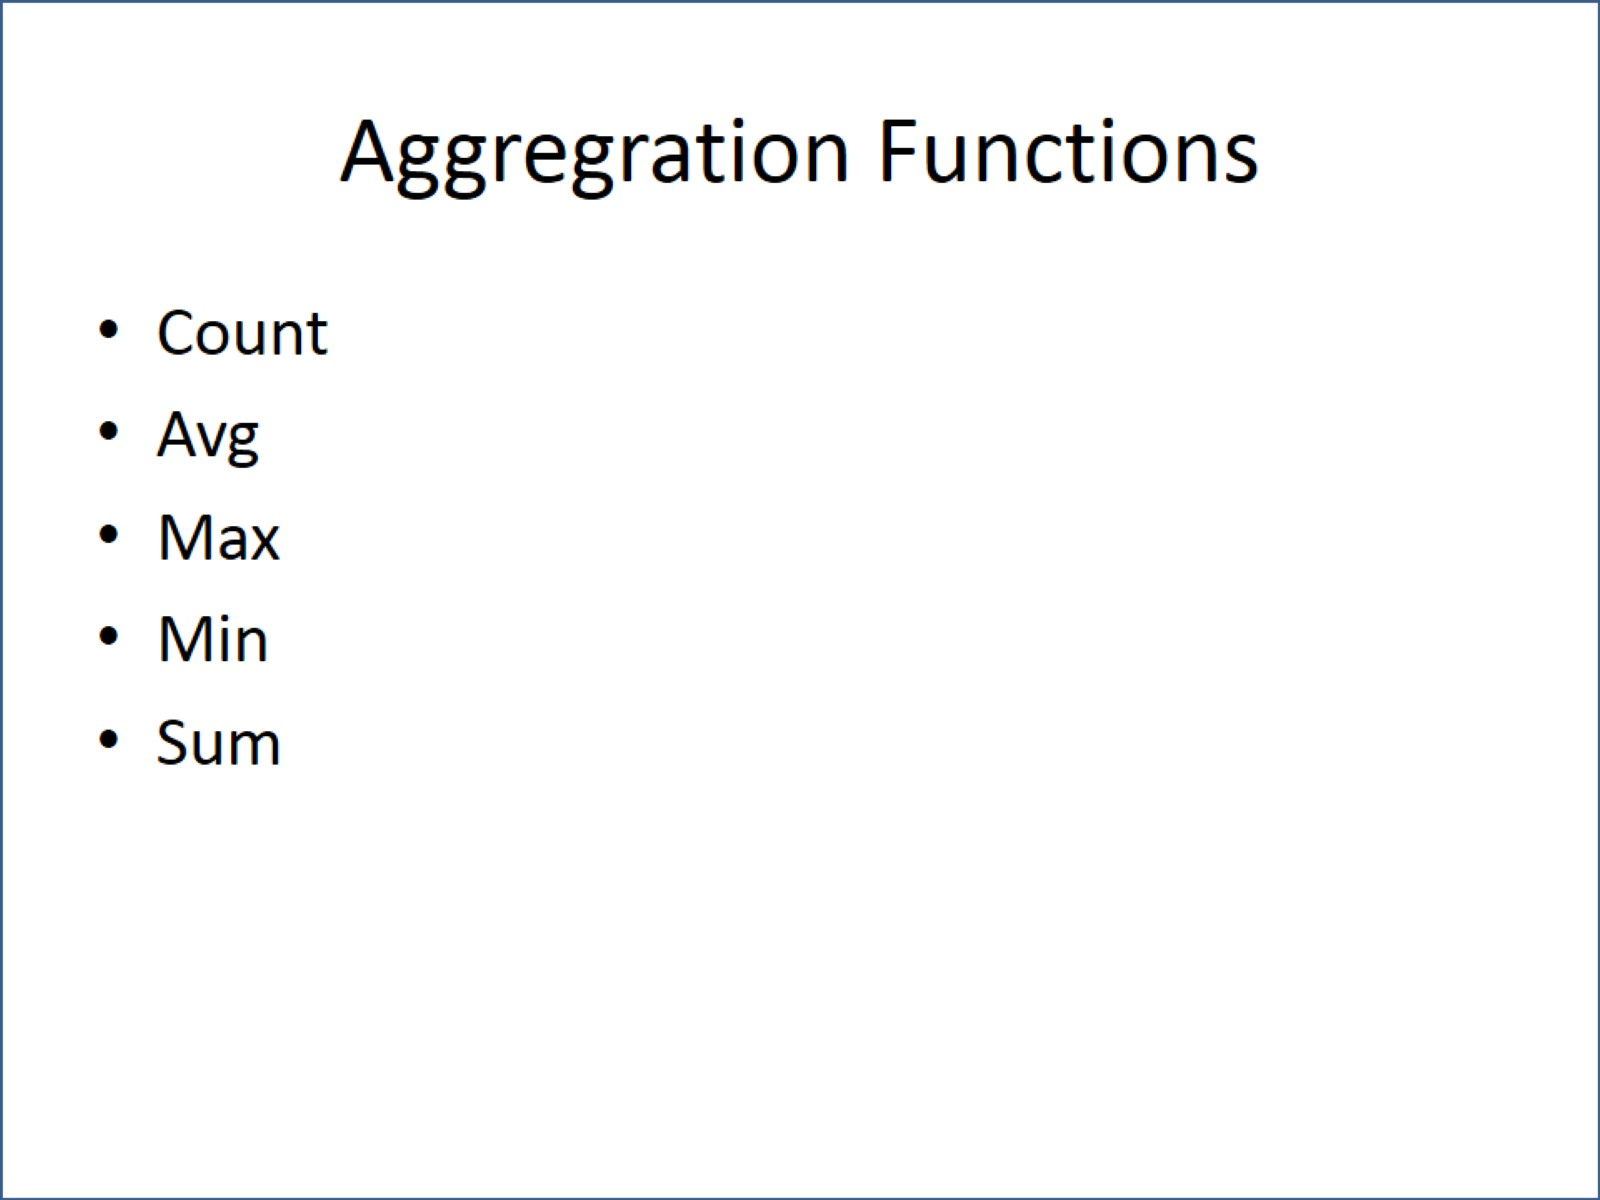 Aggregration Functions
• Count
• Avg
• Max
• Min
• Sum